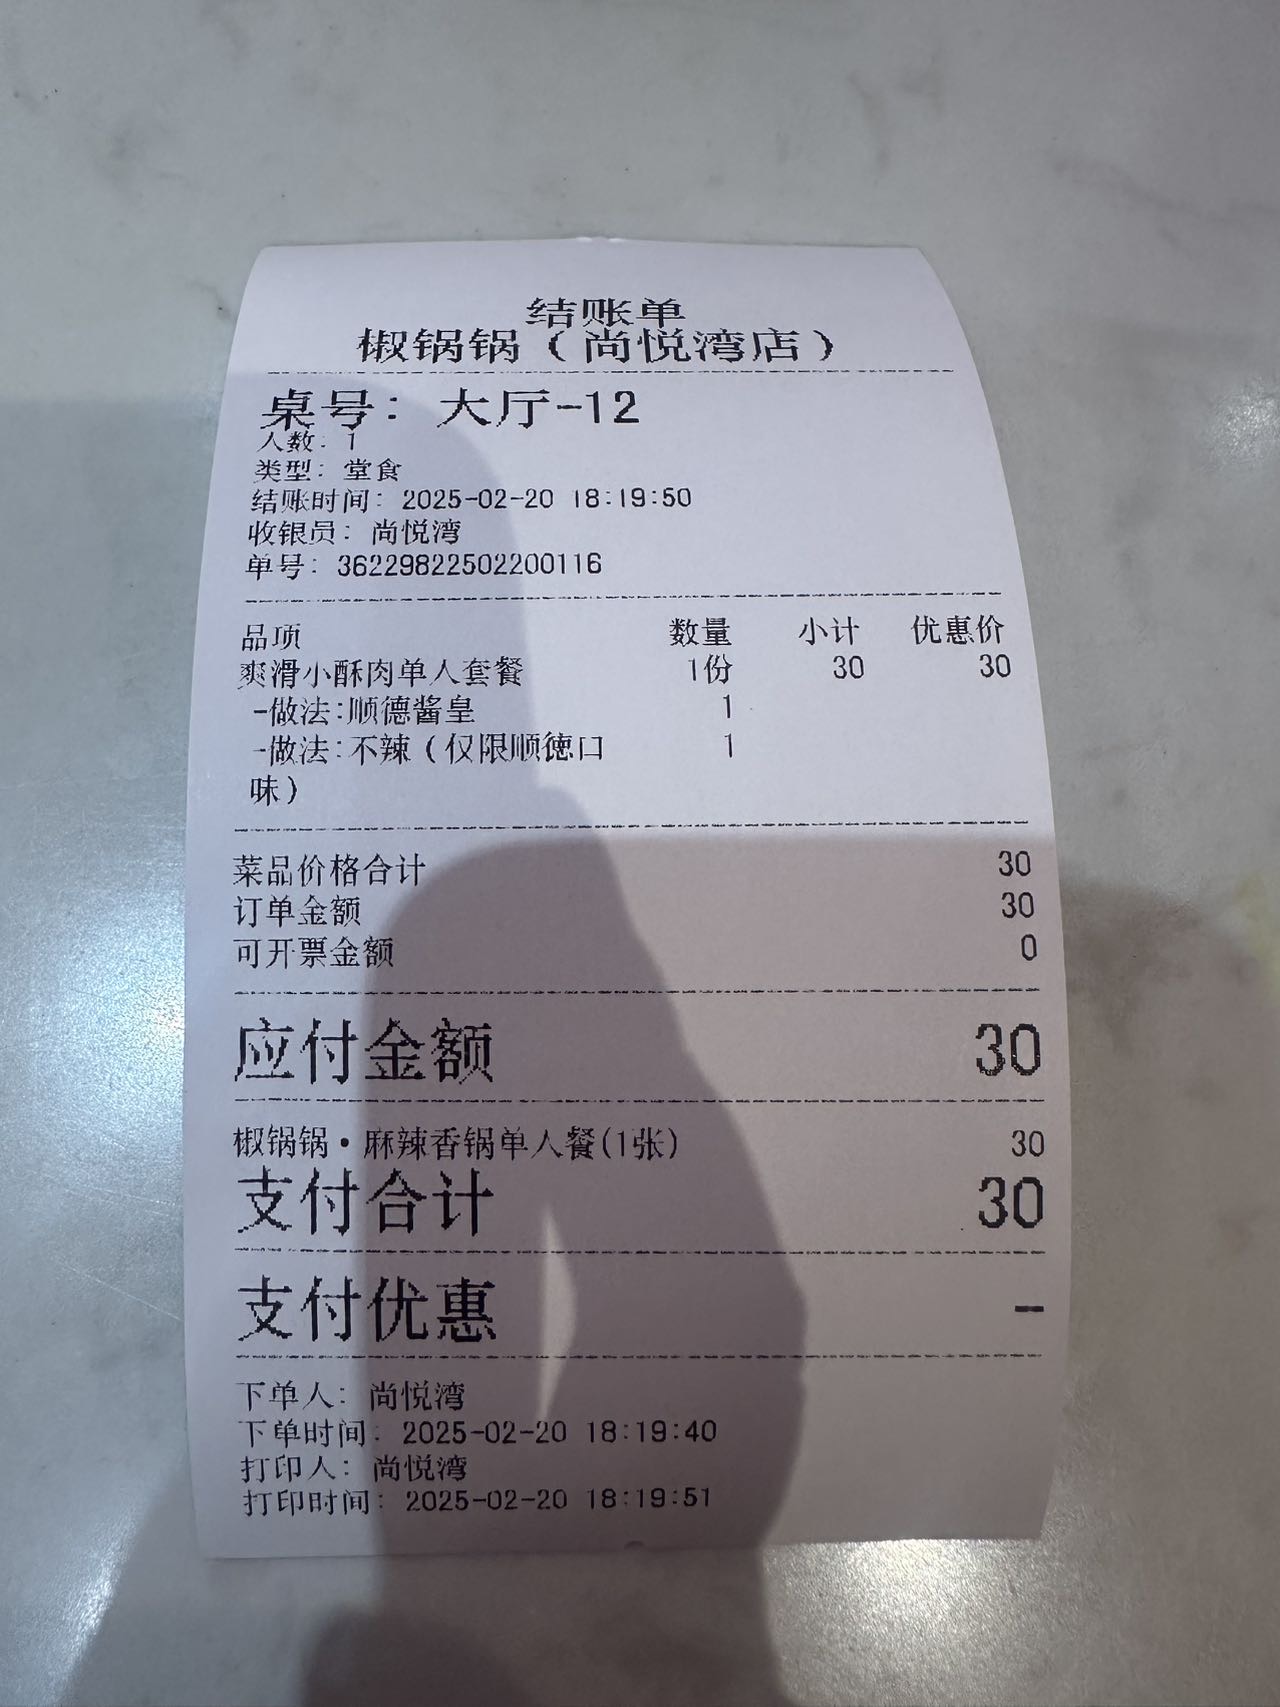 结账单
椒锅锅（尚悦湾店）
桌号： 大厅-12
人数：1
类型：堂食
结账时间：2025-02-20 18:19:50
收银员：尚悦湾
单号：36229822502200116
品项 数量 小计 优惠价
爽滑小酥肉单人套餐 1份 30 30
-做法:顺德酱皇 1
-做法:不辣（仅限顺德口 1
味）
菜品价格合计 30
订单金额 30
可开票金额 0
应付金额 30
椒锅锅·麻辣香锅单人餐(1张) 30
支付合计 30
支付优惠 -
下单人：尚悦湾
下单时间：2025-02-20 18:19:40
打印人：尚悦湾
打印时间：2025-02-20 18:19:51